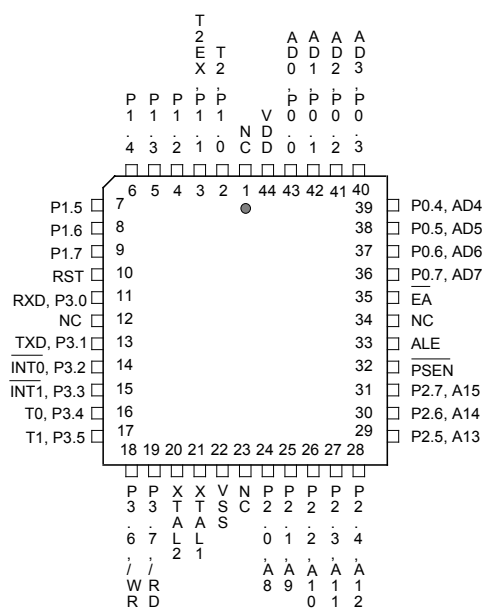 P1.4
P1.3
P1.2
T2EX,P1.1
T2,P1.0
NC
VDD
AD0,P0.0
AD1,P0.1
AD2,P0.2
AD3,P0.3
6 5 4 3 2 1 44 43 42 41 40
P1.5 7
P1.6 8
P1.7 9
RST 10
RXD, P3.0 11
NC 12
TXD, P3.1 13
INT0, P3.2 14
INT1, P3.3 15
T0, P3.4 16
T1, P3.5 17
39 P0.4, AD4
38 P0.5, AD5
37 P0.6, AD6
36 P0.7, AD7
35 EA
34 NC
33 ALE
32 PSEN
31 P2.7, A15
30 P2.6, A14
29 P2.5, A13
18 19 20 21 22 23 24 25 26 27 28
P3.6,/WR
P3.7,/RD
XTAL2
XTAL1
VSS
NC
P2.0,A8
P2.1,A9
P2.2,A10
P2.3,A11
P2.4,A12